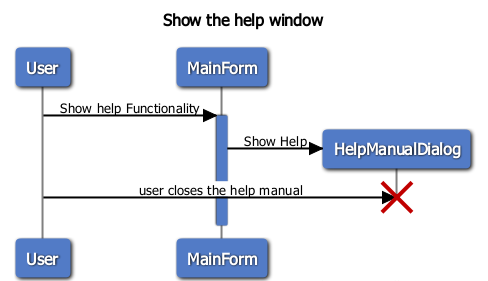 Show the help window
User
MainForm
Show help Functionality
Show Help
HelpManualDialog
user closes the help manual
User
MainForm